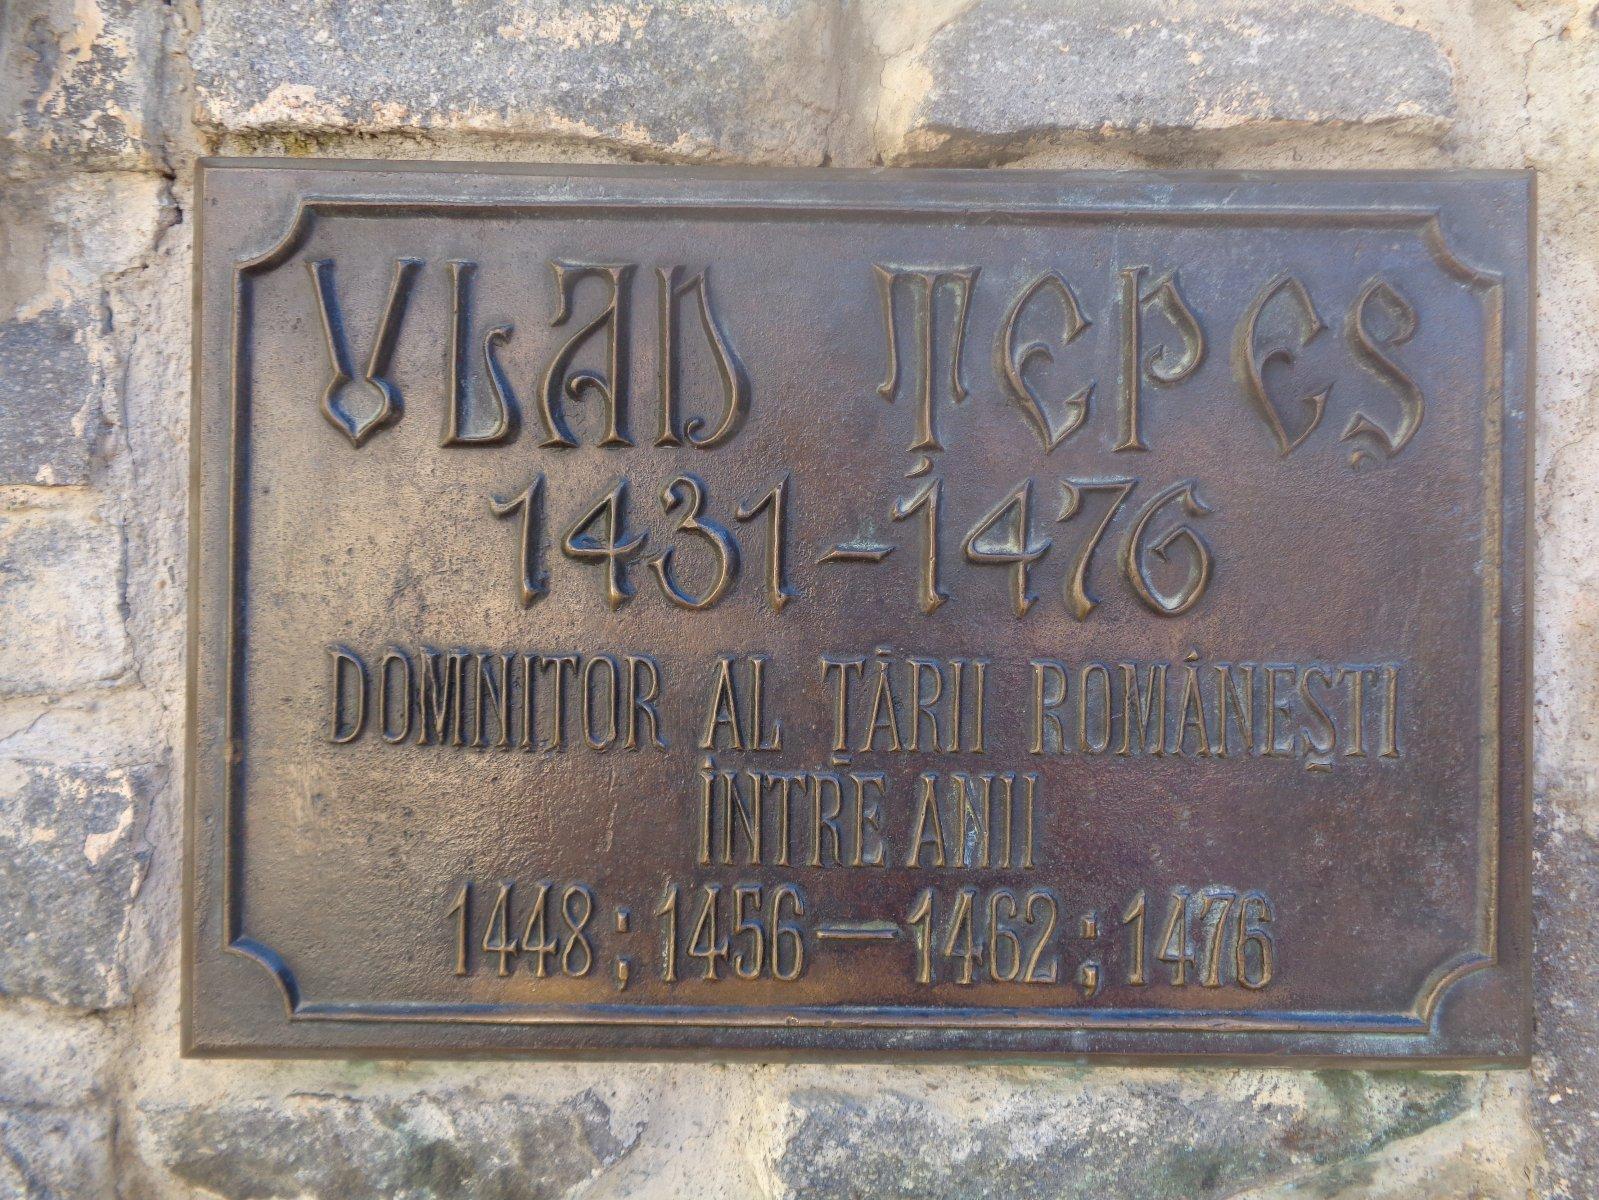 VLAD ȚEPEȘ
1431-1476
DOMNITOR AL ȚĂRII ROMÂNEȘTI
ÎNTRE ANII
1448; 1456-1462; 1476